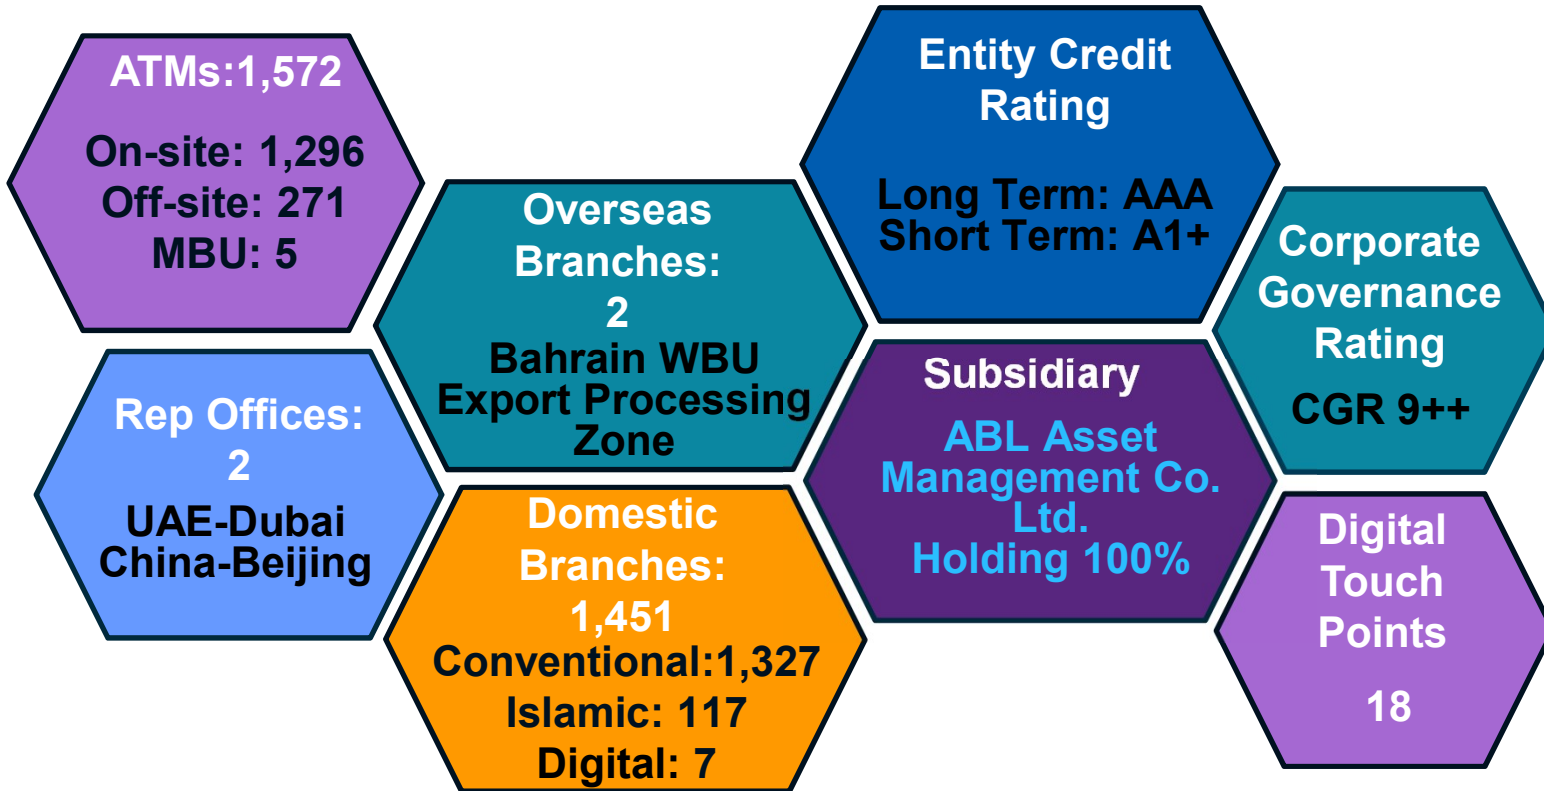 ATMs:1,572
On-site: 1,296
Off-site: 271
MBU: 5
Overseas
Branches:
2
Bahrain WBU
Export Processing
Zone
Entity Credit
Rating
Long Term: AAA
Short Term: A1+
Corporate
Governance
Rating
CGR 9++
Rep Offices:
2
UAE-Dubai
China-Beijing
Domestic
Branches:
1,451
Conventional:1,327
Islamic: 117
Digital: 7
Subsidiary
ABL Asset
Management Co.
Ltd.
Holding 100%
Digital
Touch
Points
18